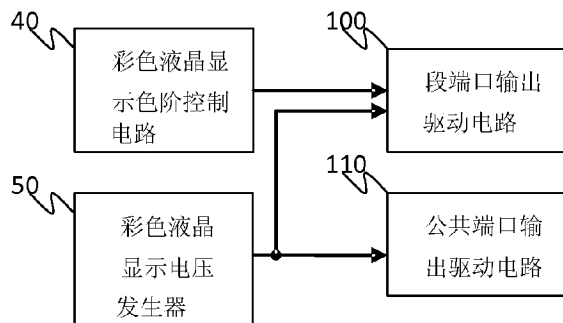 40
彩色液晶显
示色阶控制
电路
100
段端口输出
驱动电路
50
彩色液晶
显示电压
发生器
110
公共端口输
出驱动电路